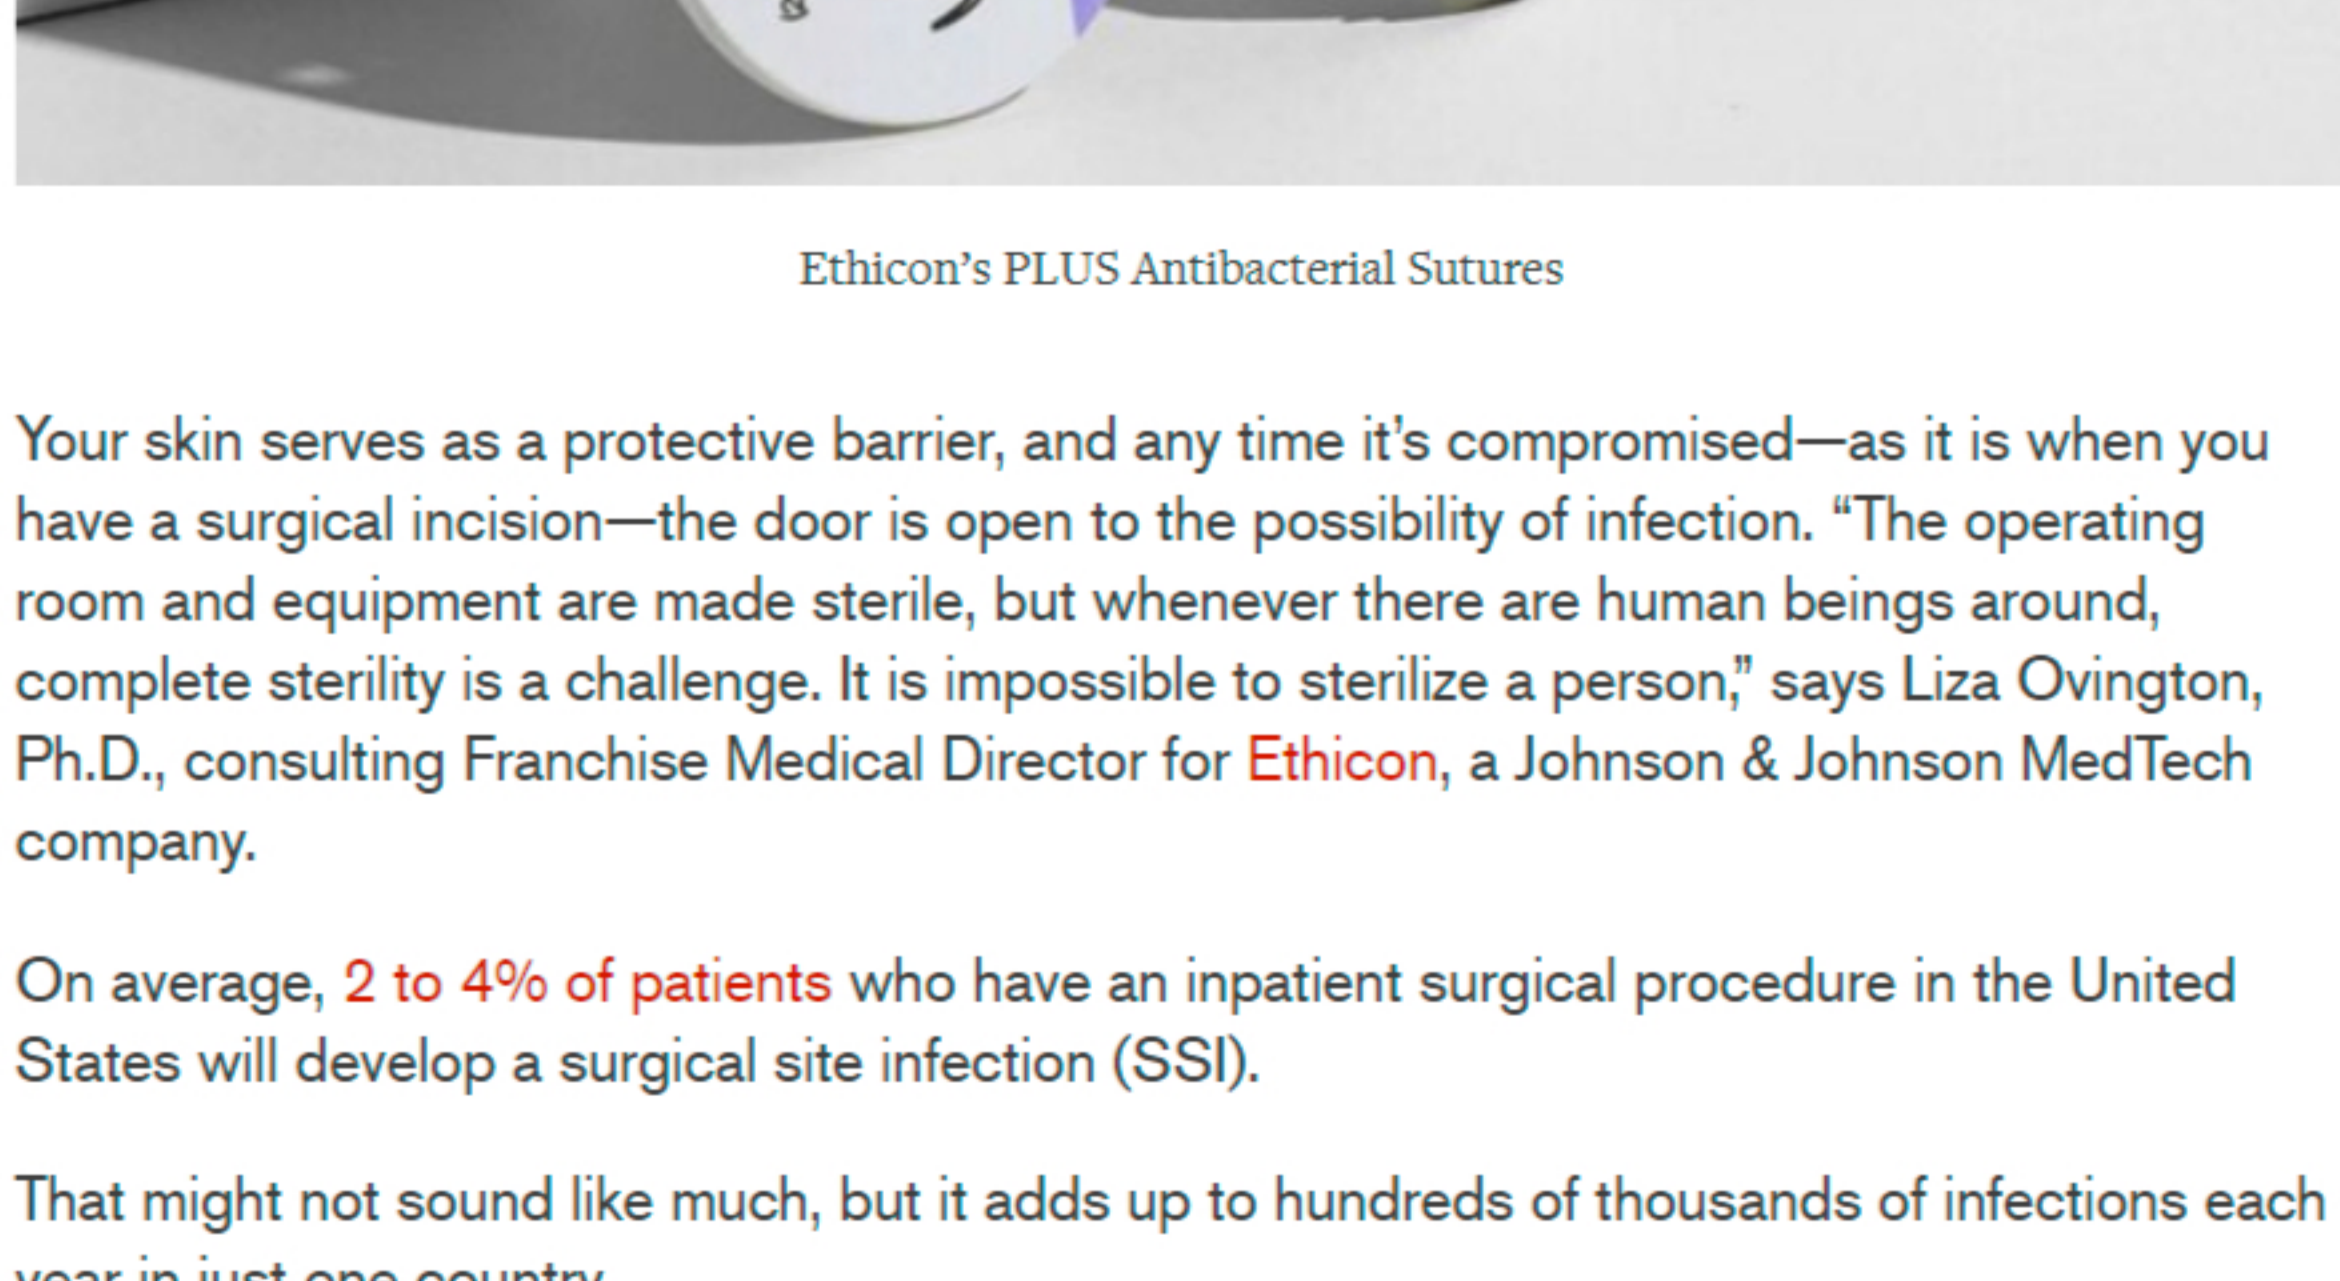 Ethicon’s PLUS Antibacterial Sutures
Your skin serves as a protective barrier, and any time it’s compromised—as it is when you
have a surgical incision—the door is open to the possibility of infection. “The operating
room and equipment are made sterile, but whenever there are human beings around,
complete sterility is a challenge. It is impossible to sterilize a person,” says Liza Ovington,
Ph.D., consulting Franchise Medical Director for Ethicon, a Johnson & Johnson MedTech
company.
On average, 2 to 4% of patients who have an inpatient surgical procedure in the United
States will develop a surgical site infection (SSI).
That might not sound like much, but it adds up to hundreds of thousands of infections each
year in just one country.